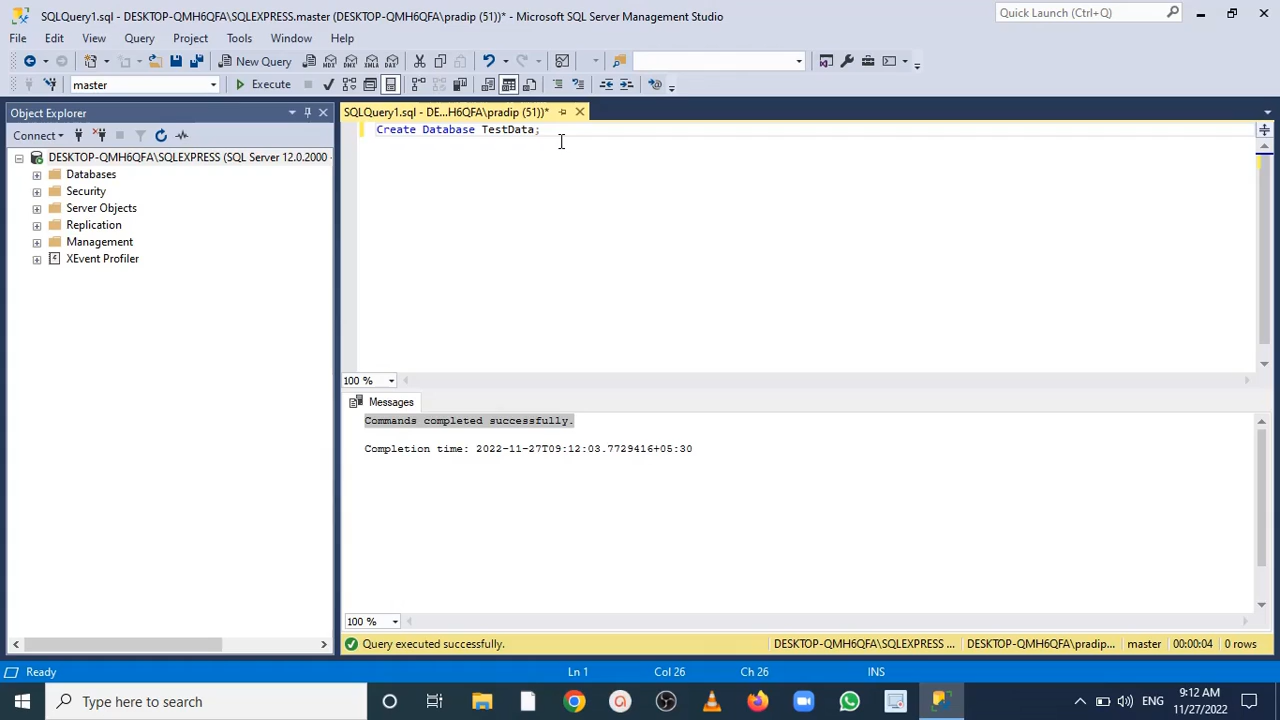 SQLQuery1.sql - DESKTOP-QMH6QFA\SQLEXPRESS.master (DESKTOP-QMH6QFA\pradip (51))* - Microsoft SQL Server Management Studio
Quick Launch (Ctrl+Q)
File Edit View Query Project Tools Window Help
New Query
MDX DMX XMLA DAX
master
Execute
Object Explorer
SQLQuery1.sql - DE...H6QFA\pradip (51))*
Connect
Create Database TestData;
DESKTOP-QMH6QFA\SQLEXPRESS (SQL Server 12.0.2000 -
Databases
Security
Server Objects
Replication
Management
XEvent Profiler
100 %
Messages
Commands completed successfully.
Completion time: 2022-11-27T09:12:03.7729416+05:30
100 %
Query executed successfully.
DESKTOP-QMH6QFA\SQLEXPRESS ...
DESKTOP-QMH6QFA\pradip...
master
00:00:04
0 rows
Ready
Ln 1
Col 26
Ch 26
INS
Type here to search
ENG
9:12 AM
11/27/2022